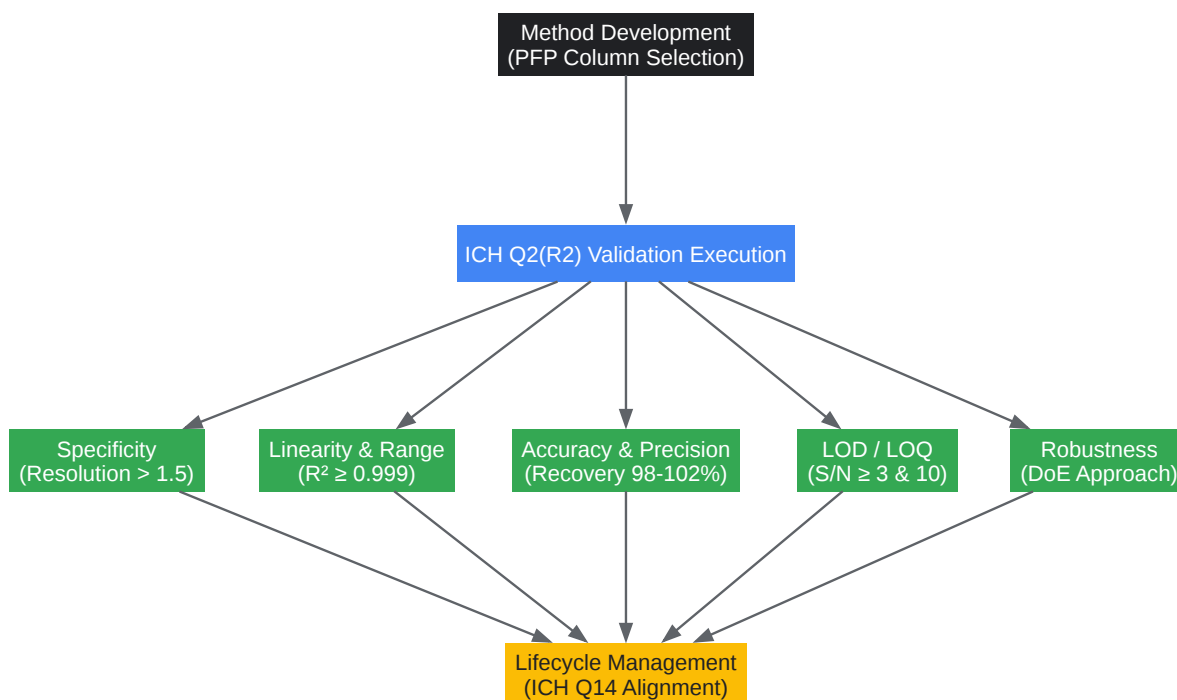 Method Development
(PFP Column Selection)
ICH Q2(R2) Validation Execution
Specificity
(Resolution > 1.5)
Linearity & Range
(R² ≥ 0.999)
Accuracy & Precision
(Recovery 98-102%)
LOD / LOQ
(S/N ≥ 3 & 10)
Robustness
(DoE Approach)
Lifecycle Management
(ICH Q14 Alignment)